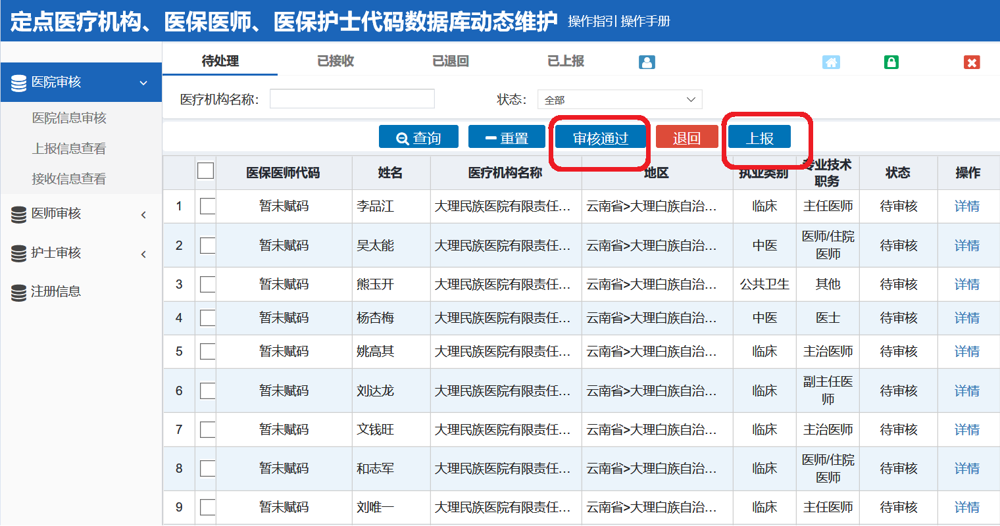 定点医疗机构、医保医师、医保护士代码数据库动态维护 操作指引 操作手册
待处理 已接收 已退回 已上报
医院审核
医院信息审核
上报信息查看
接收信息查看
医师审核
护士审核
注册信息
医疗机构名称： 状态： 全部
查询 重置 审核通过 退回 上报
医保医师代码 姓名 医疗机构名称 地区 执业类别 专业技术职务 状态 操作
1 暂未赋码 李品江 大理民族医院有限责任... 云南省>大理白族自治... 临床 主任医师 待审核 详情
2 暂未赋码 吴太能 大理民族医院有限责任... 云南省>大理白族自治... 中医 医师/住院医师 待审核 详情
3 暂未赋码 熊玉开 大理民族医院有限责任... 云南省>大理白族自治... 公共卫生 其他 待审核 详情
4 暂未赋码 杨杏梅 大理民族医院有限责任... 云南省>大理白族自治... 中医 医士 待审核 详情
5 暂未赋码 姚高其 大理民族医院有限责任... 云南省>大理白族自治... 临床 主治医师 待审核 详情
6 暂未赋码 刘达龙 大理民族医院有限责任... 云南省>大理白族自治... 临床 副主任医师 待审核 详情
7 暂未赋码 文钱旺 大理民族医院有限责任... 云南省>大理白族自治... 临床 主治医师 待审核 详情
8 暂未赋码 和志军 大理民族医院有限责任... 云南省>大理白族自治... 临床 医师/住院医师 待审核 详情
9 暂未赋码 刘唯一 大理民族医院有限责任... 云南省>大理白族自治... 临床 主任医师 待审核 详情